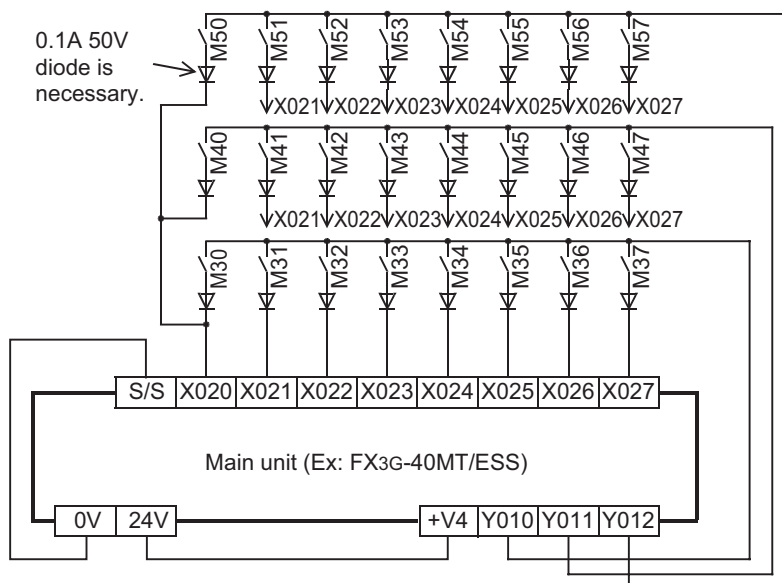 0.1A 50V
diode is
necessary.
M50 M51 M52 M53 M54 M55 M56 M57
X021 X022 X023 X024 X025 X026 X027
M40 M41 M42 M43 M44 M45 M46 M47
X021 X022 X023 X024 X025 X026 X027
M30 M31 M32 M33 M34 M35 M36 M37
S/S X020 X021 X022 X023 X024 X025 X026 X027
Main unit (Ex: FX3G-40MT/ESS)
0V 24V +V4 Y010 Y011 Y012